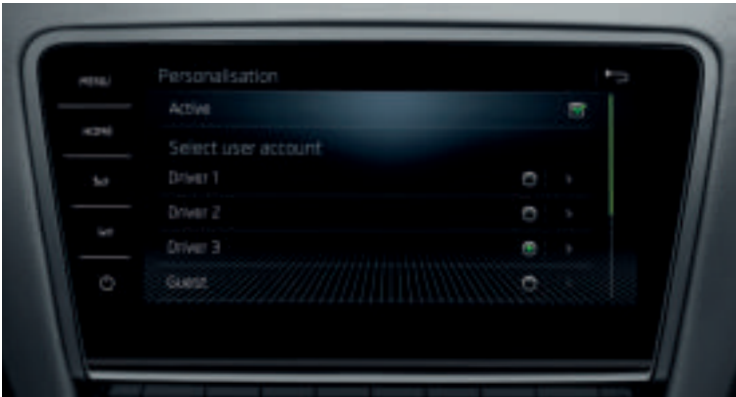 MENU
Personalisation
Active
HOME
Select user account
Driver 1
Driver 2
Driver 3
Guest